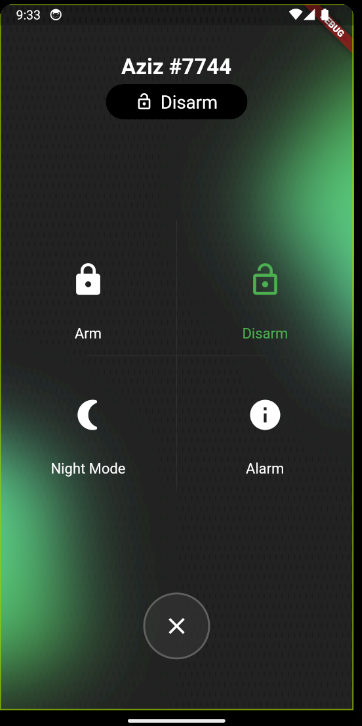 9:33
DEBUG
Aziz #7744
Disarm
Arm
Disarm
Night Mode
Alarm